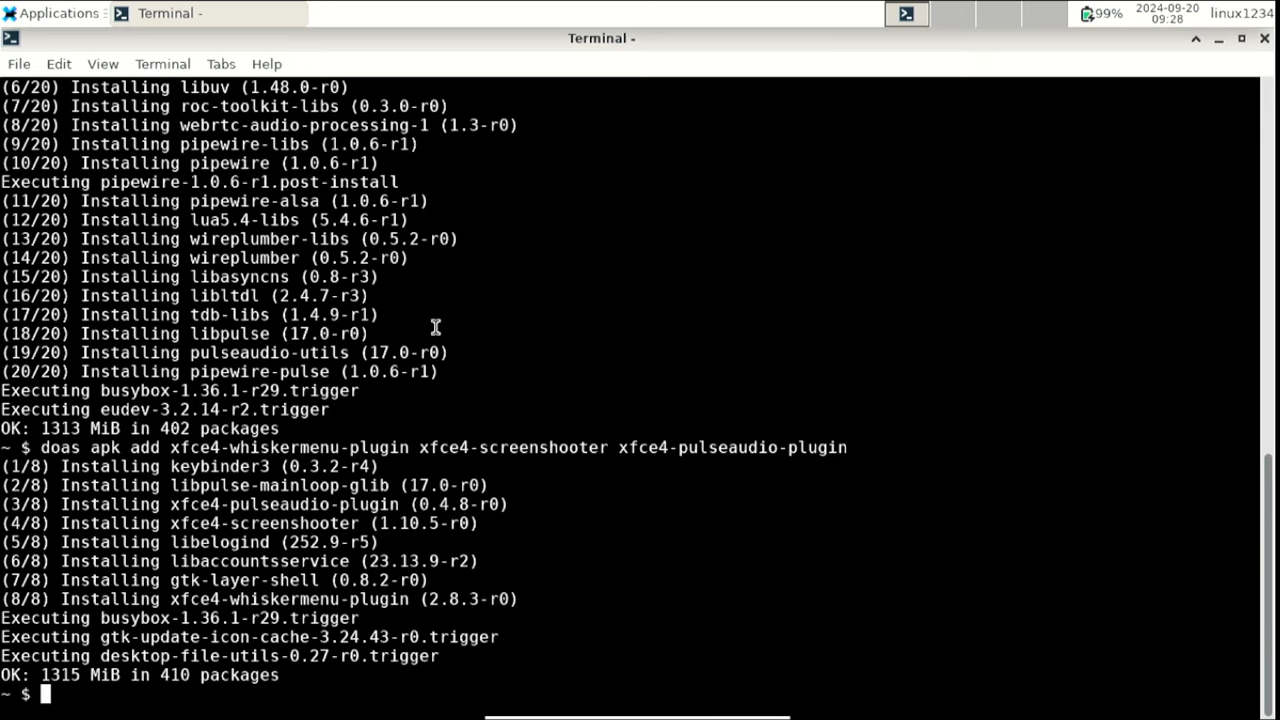 Applications
Terminal -
99%
2024-09-20
09:28
linux1234
Terminal -
File Edit View Terminal Tabs Help
(6/20) Installing libuv (1.48.0-r0)
(7/20) Installing roc-toolkit-libs (0.3.0-r0)
(8/20) Installing webrtc-audio-processing-1 (1.3-r0)
(9/20) Installing pipewire-libs (1.0.6-r1)
(10/20) Installing pipewire (1.0.6-r1)
Executing pipewire-1.0.6-r1.post-install
(11/20) Installing pipewire-alsa (1.0.6-r1)
(12/20) Installing lua5.4-libs (5.4.6-r1)
(13/20) Installing wireplumber-libs (0.5.2-r0)
(14/20) Installing wireplumber (0.5.2-r0)
(15/20) Installing libasyncns (0.8-r3)
(16/20) Installing libltdl (2.4.7-r3)
(17/20) Installing tdb-libs (1.4.9-r1)
(18/20) Installing libpulse (17.0-r0)
(19/20) Installing pulseaudio-utils (17.0-r0)
(20/20) Installing pipewire-pulse (1.0.6-r1)
Executing busybox-1.36.1-r29.trigger
Executing eudev-3.2.14-r2.trigger
OK: 1313 MiB in 402 packages
~ $ doas apk add xfce4-whiskermenu-plugin xfce4-screenshooter xfce4-pulseaudio-plugin
(1/8) Installing keybinder3 (0.3.2-r4)
(2/8) Installing libpulse-mainloop-glib (17.0-r0)
(3/8) Installing xfce4-pulseaudio-plugin (0.4.8-r0)
(4/8) Installing xfce4-screenshooter (1.10.5-r0)
(5/8) Installing libelogind (252.9-r5)
(6/8) Installing libaccountsservice (23.13.9-r2)
(7/8) Installing gtk-layer-shell (0.8.2-r0)
(8/8) Installing xfce4-whiskermenu-plugin (2.8.3-r0)
Executing busybox-1.36.1-r29.trigger
Executing gtk-update-icon-cache-3.24.43-r0.trigger
Executing desktop-file-utils-0.27-r0.trigger
OK: 1315 MiB in 410 packages
~ $